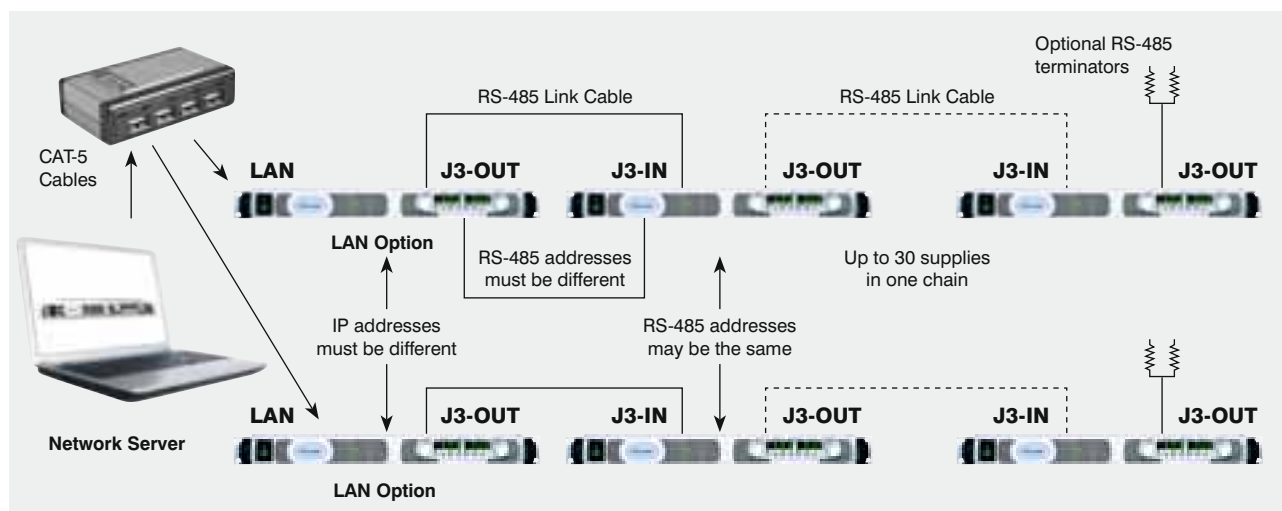 Optional RS-485
terminators
RS-485 Link Cable
RS-485 Link Cable
CAT-5
Cables
LAN
J3-OUT
J3-IN
J3-OUT
J3-IN
J3-OUT
LAN Option
RS-485 addresses
must be different
Up to 30 supplies
in one chain
IP addresses
must be different
RS-485 addresses
may be the same
LAN
J3-OUT
J3-IN
J3-OUT
J3-IN
J3-OUT
Network Server
LAN Option